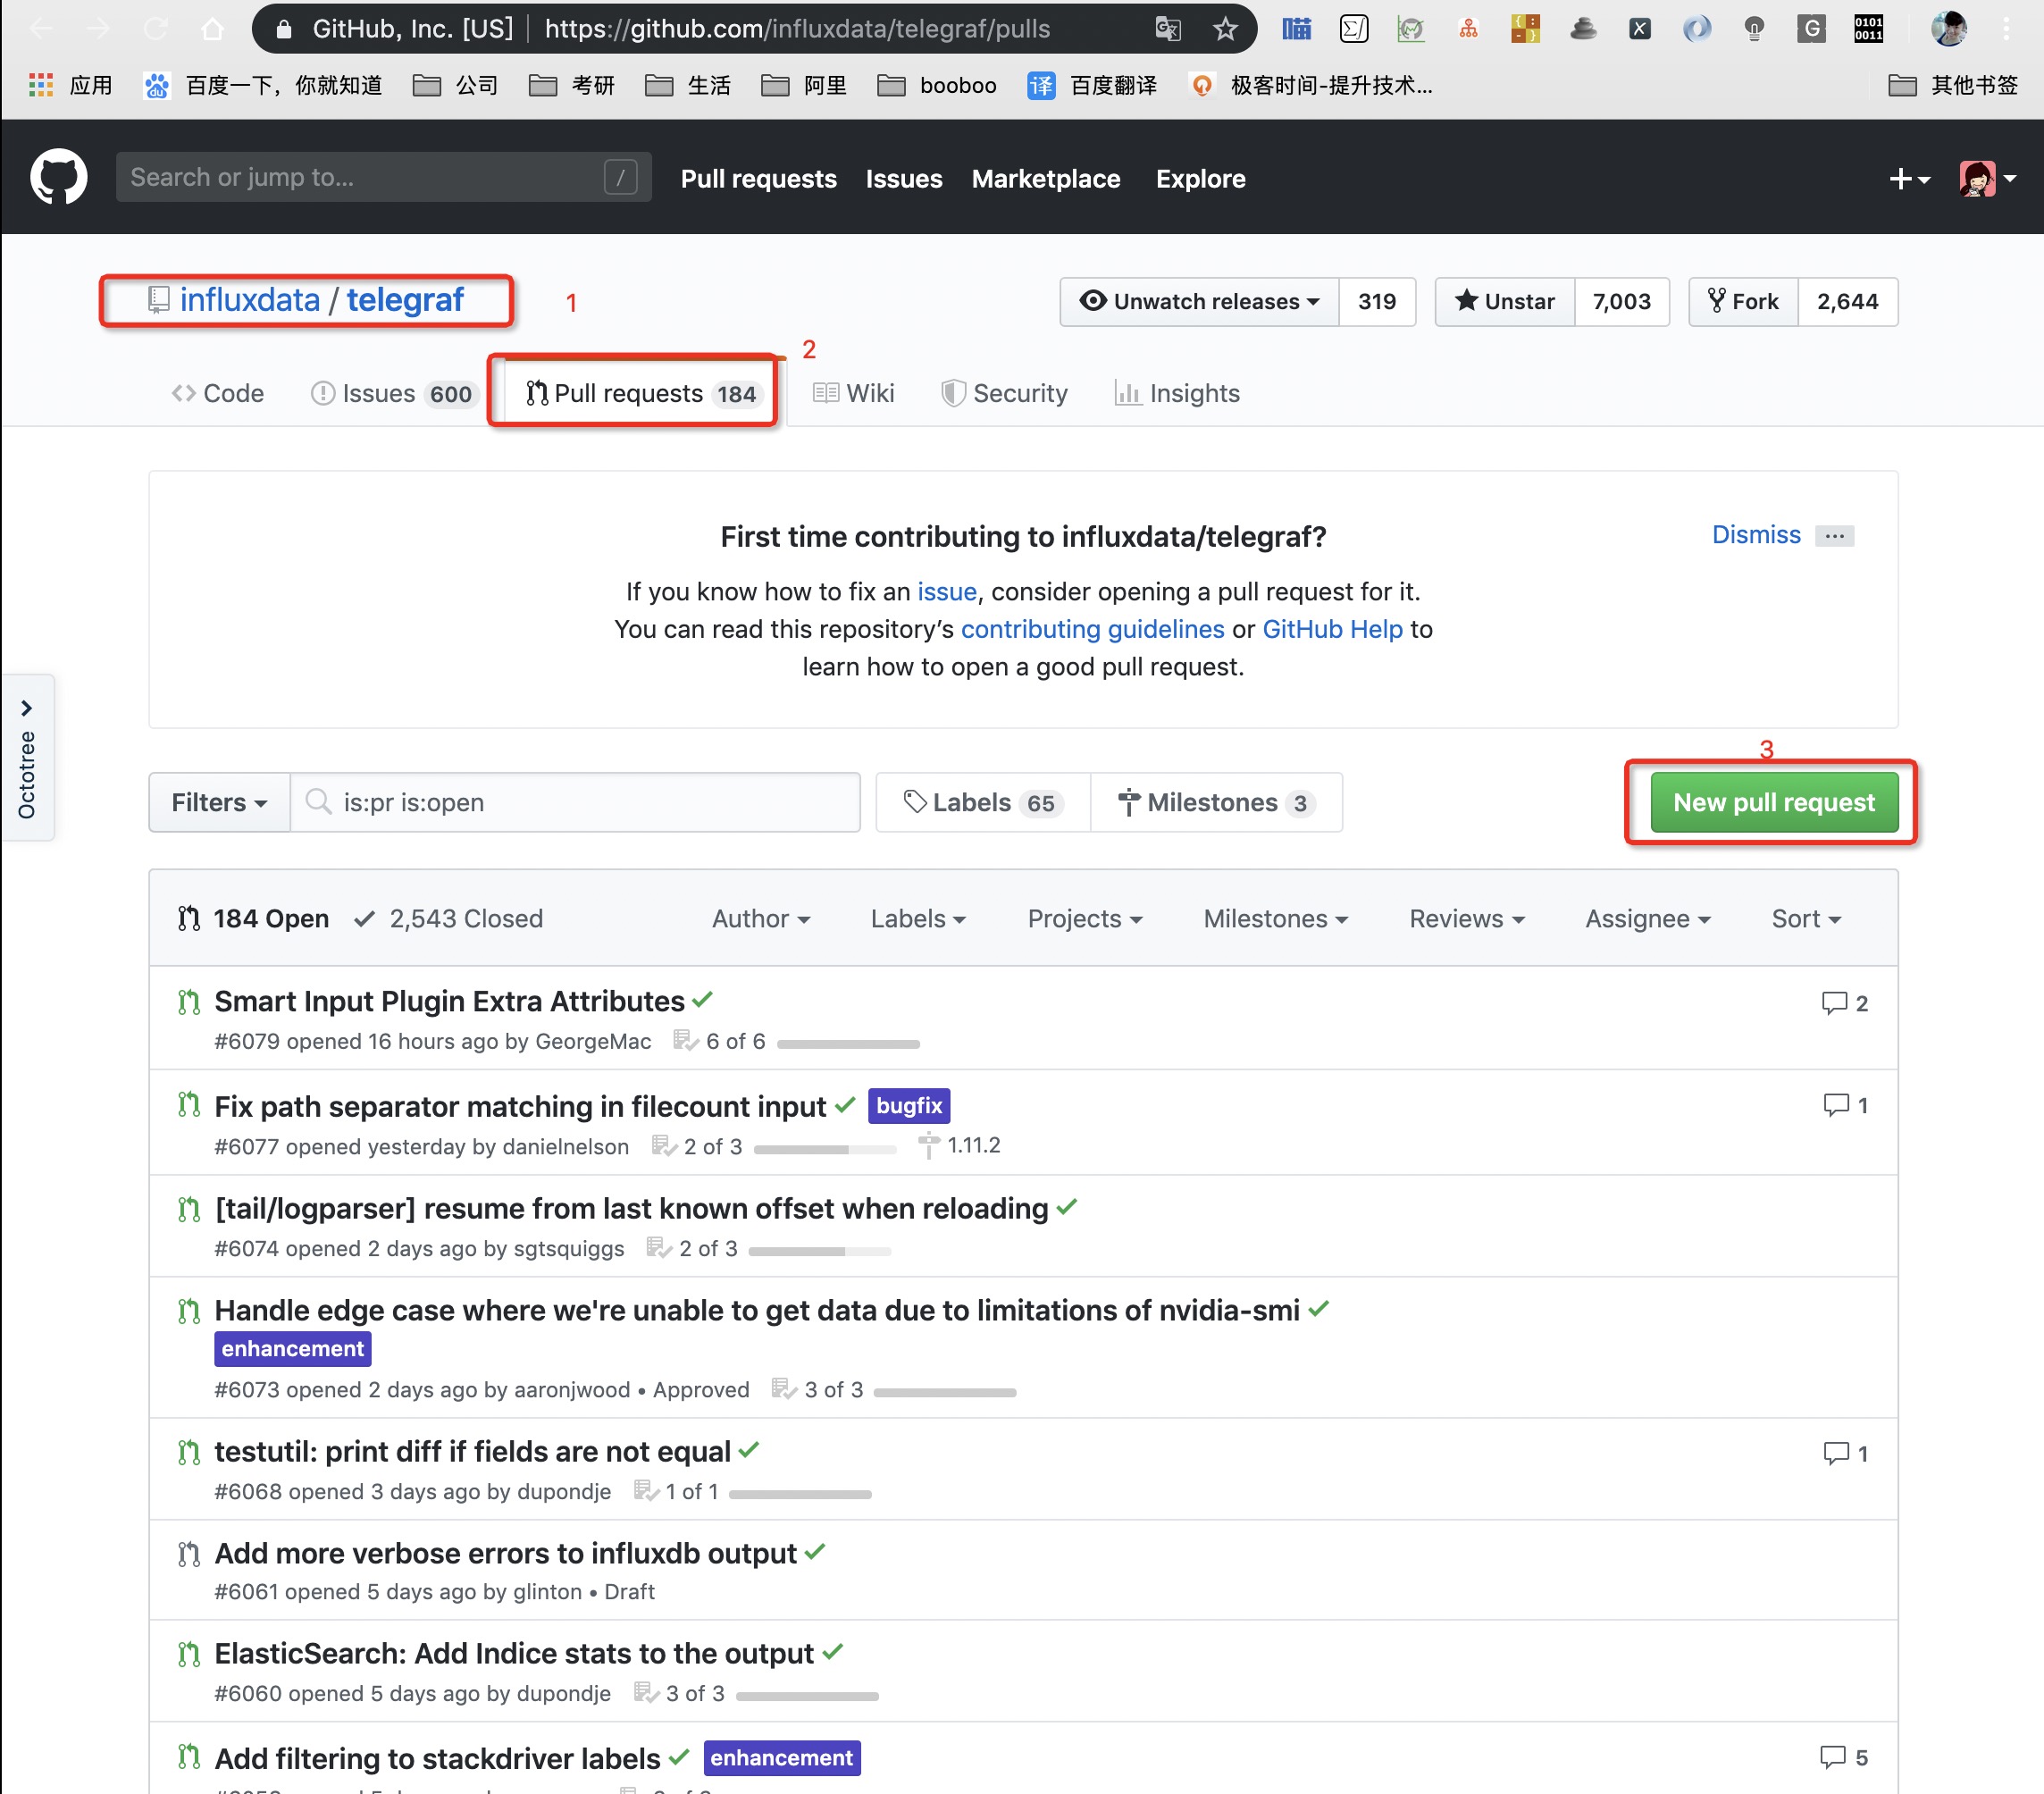 GitHub, Inc. [US] https://github.com/influxdata/telegraf/pulls
应用 百度一下，你就知道 公司 考研 生活 阿里 booboo 译 百度翻译 极客时间-提升技术... 其他书签
Search or jump to... / Pull requests Issues Marketplace Explore
influxdata / telegraf 1 Unwatch releases 319 Unstar 7,003 Fork 2,644
2
Code Issues 600 Pull requests 184 Wiki Security Insights
First time contributing to influxdata/telegraf? Dismiss ...
If you know how to fix an issue, consider opening a pull request for it.
You can read this repository’s contributing guidelines or GitHub Help to
learn how to open a good pull request.
Octotree
3
Filters is:pr is:open Labels 65 Milestones 3 New pull request
184 Open 2,543 Closed Author Labels Projects Milestones Reviews Assignee Sort
Smart Input Plugin Extra Attributes 2
#6079 opened 16 hours ago by GeorgeMac 6 of 6
Fix path separator matching in filecount input bugfix 1
#6077 opened yesterday by danielnelson 2 of 3 1.11.2
[tail/logparser] resume from last known offset when reloading
#6074 opened 2 days ago by sgtsquiggs 2 of 3
Handle edge case where we're unable to get data due to limitations of nvidia-smi
enhancement
#6073 opened 2 days ago by aaronjwood • Approved 3 of 3
testutil: print diff if fields are not equal 1
#6068 opened 3 days ago by dupondje 1 of 1
Add more verbose errors to influxdb output
#6061 opened 5 days ago by glinton • Draft
ElasticSearch: Add Indice stats to the output
#6060 opened 5 days ago by dupondje 3 of 3
Add filtering to stackdriver labels enhancement 5